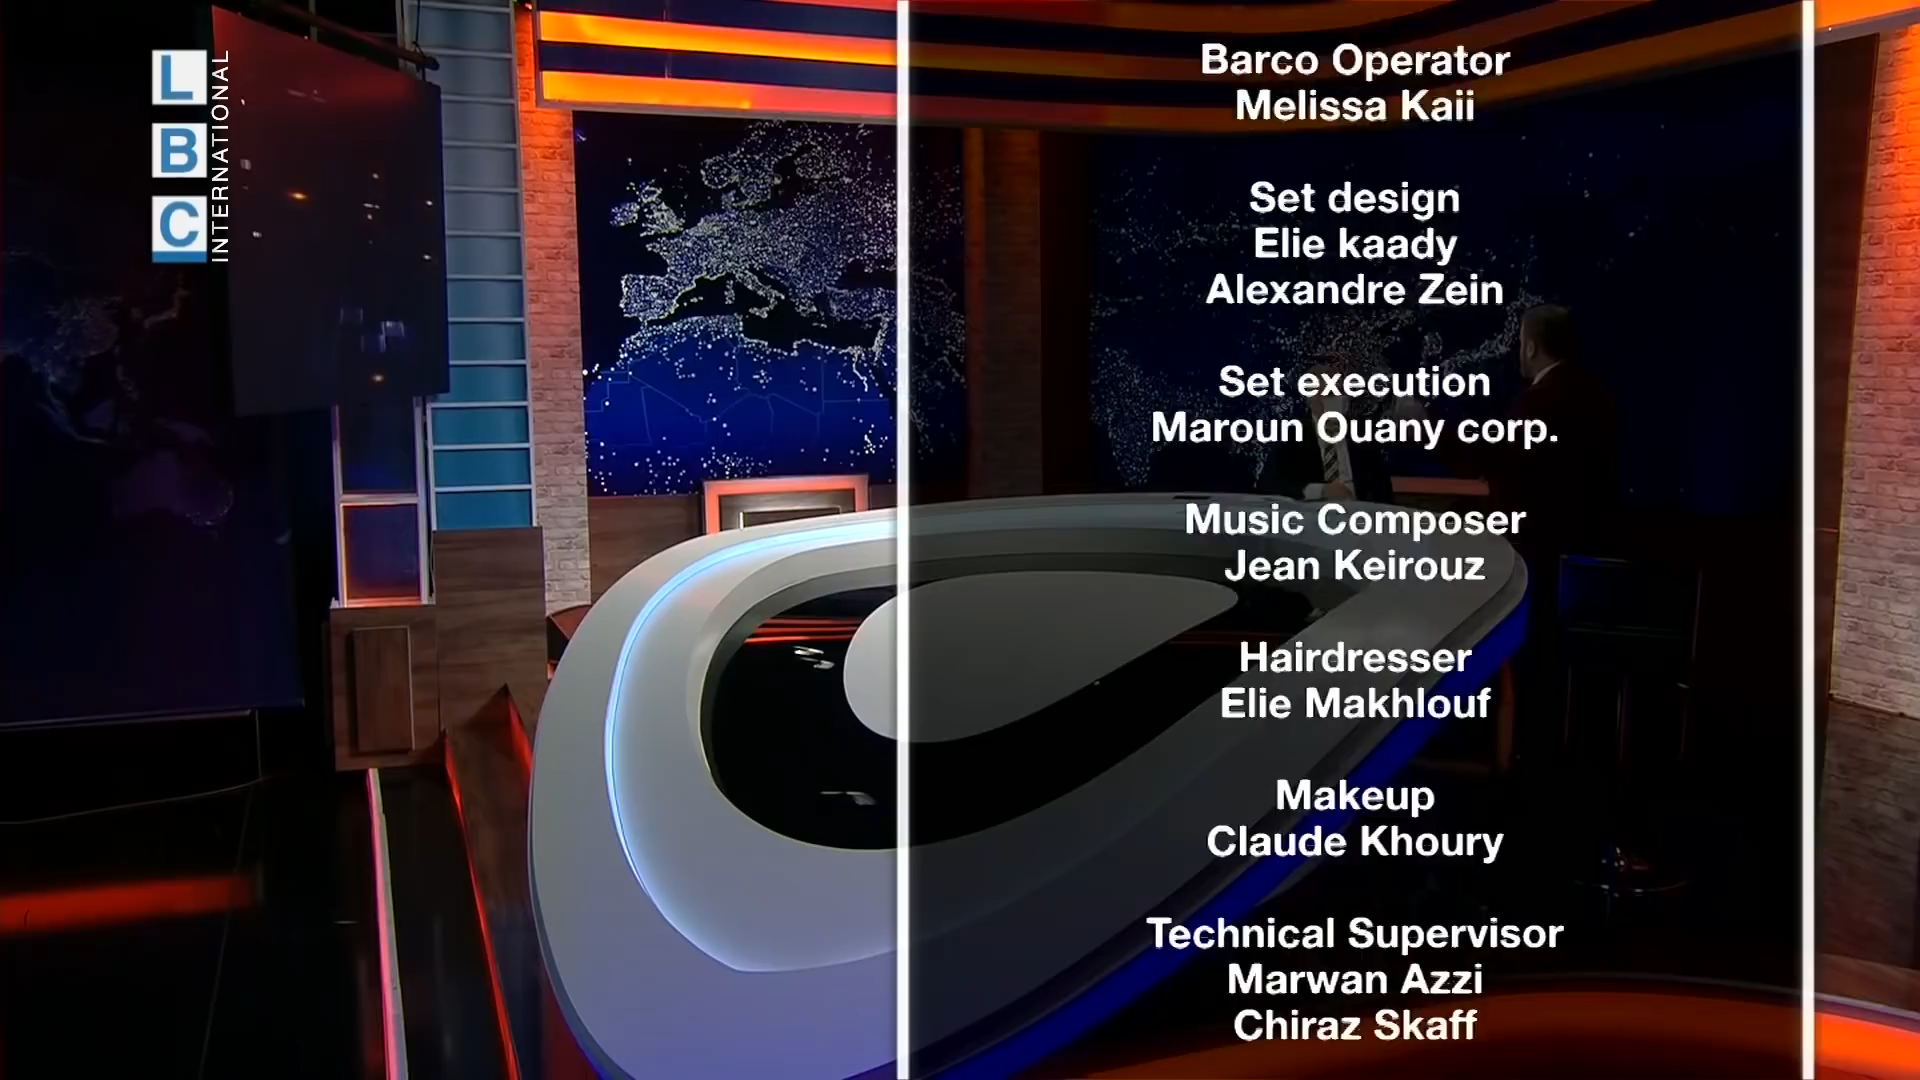 LBC
INTERNATIONAL
Barco Operator
Melissa Kaii
Set design
Elie kaady
Alexandre Zein
Set execution
Maroun Ouany corp.
Music Composer
Jean Keirouz
Hairdresser
Elie Makhlouf
Makeup
Claude Khoury
Technical Supervisor
Marwan Azzi
Chiraz Skaff